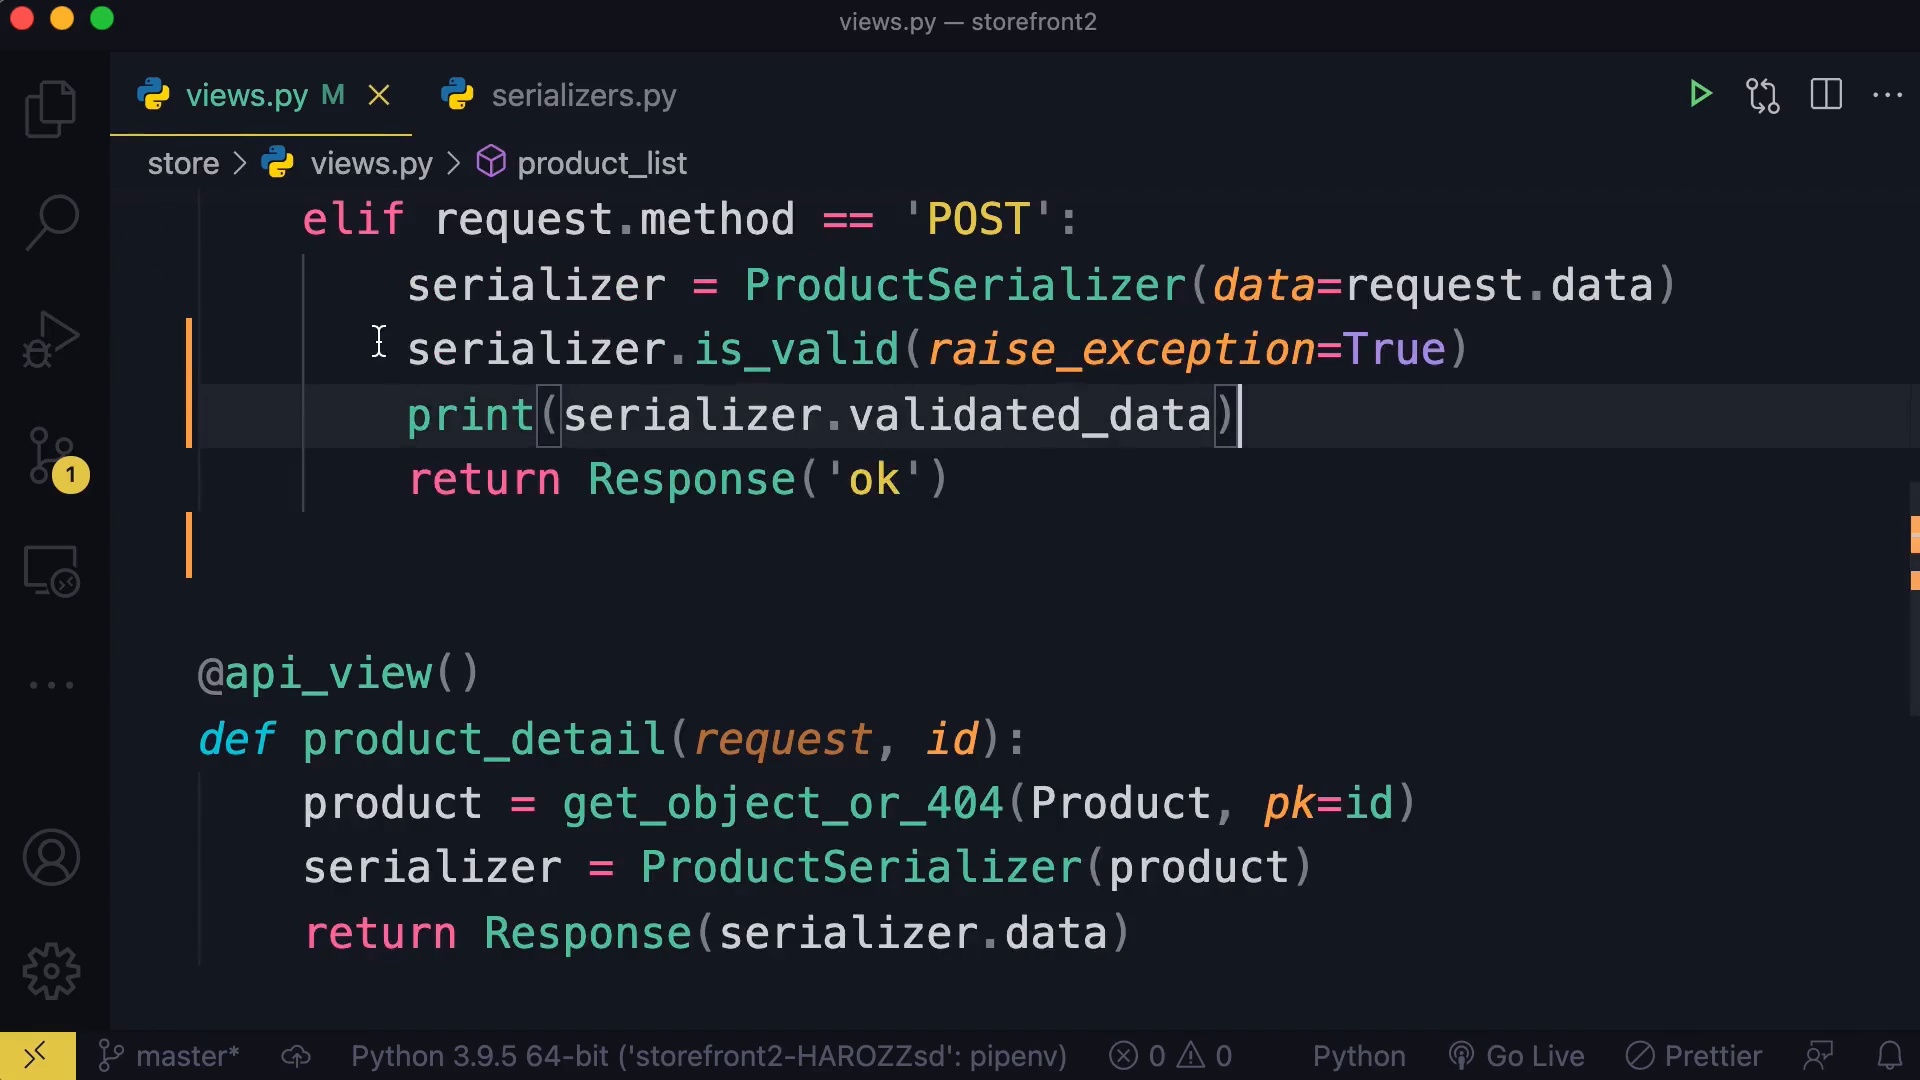 views.py — storefront2
views.py M
serializers.py
store > views.py > product_list
elif request.method == 'POST':
serializer = ProductSerializer(data=request.data)
serializer.is_valid(raise_exception=True)
print(serializer.validated_data)
return Response('ok')
@api_view()
def product_detail(request, id):
product = get_object_or_404(Product, pk=id)
serializer = ProductSerializer(product)
return Response(serializer.data)
1
master* Python 3.9.5 64-bit ('storefront2-HAROZZsd': pipenv) 0 0 Python Go Live Prettier